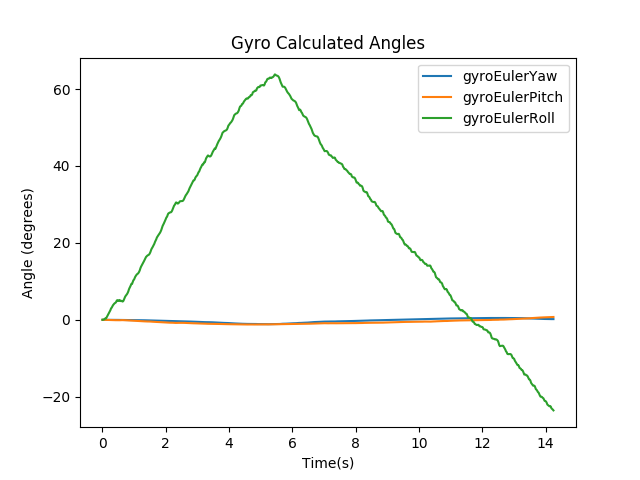 Gyro Calculated Angles
gyroEulerYaw
gyroEulerPitch
gyroEulerRoll
Angle (degrees)
60
40
20
0
−20
0 2 4 6 8 10 12 14
Time(s)